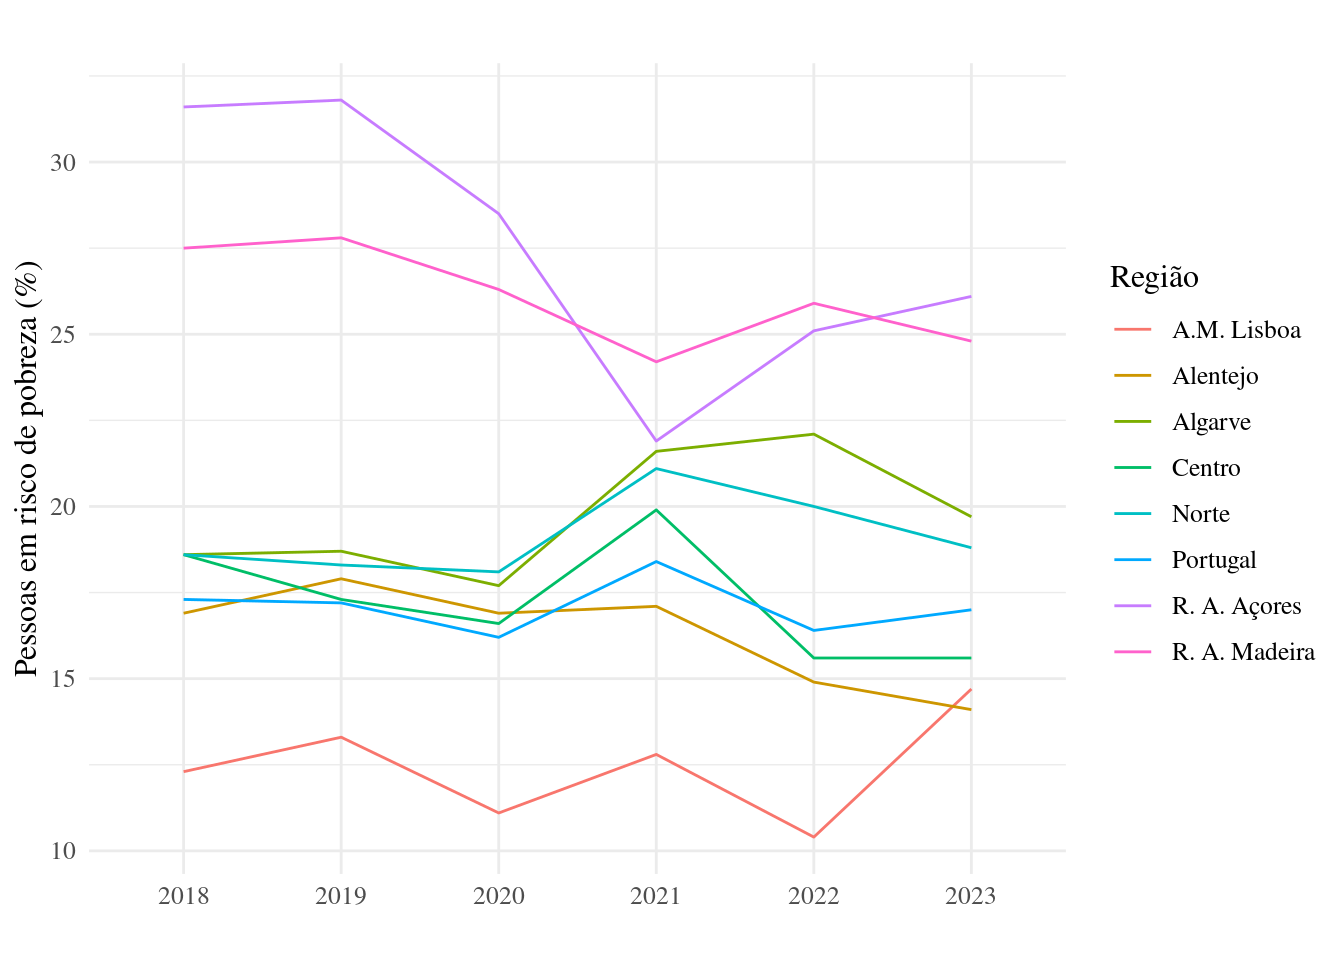 Pessoas em risco de pobreza (%)
30
25
20
15
10
2018 2019 2020 2021 2022 2023
Região
A.M. Lisboa
Alentejo
Algarve
Centro
Norte
Portugal
R. A. Açores
R. A. Madeira